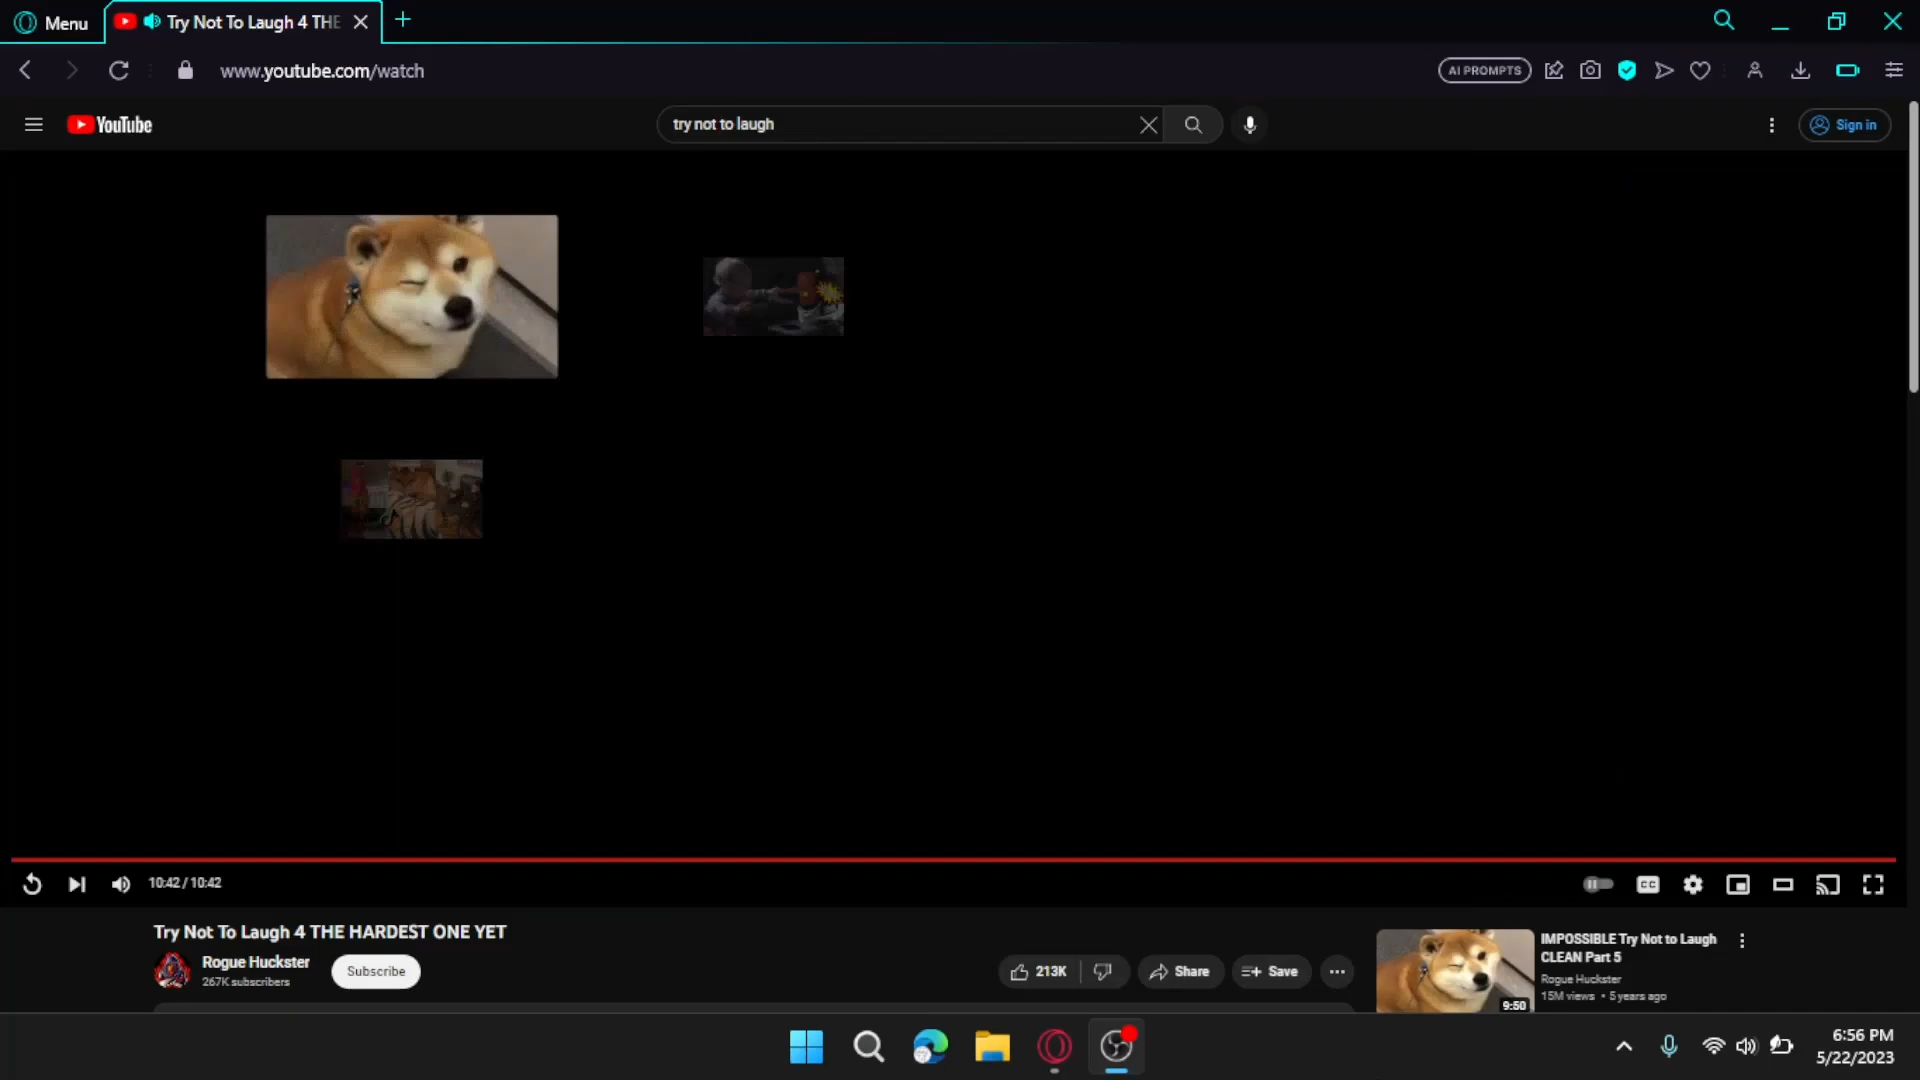 Menu
Try Not To Laugh 4 THE
www.youtube.com/watch
AI PROMPTS
YouTube
try not to laugh
Sign in
10:42 / 10:42
CC
Try Not To Laugh 4 THE HARDEST ONE YET
Rogue Huckster
267K subscribers
Subscribe
213K
Share
Save
9:50
IMPOSSIBLE Try Not to Laugh
CLEAN Part 5
Rogue Huckster
15M views • 5 years ago
6:56 PM
5/22/2023